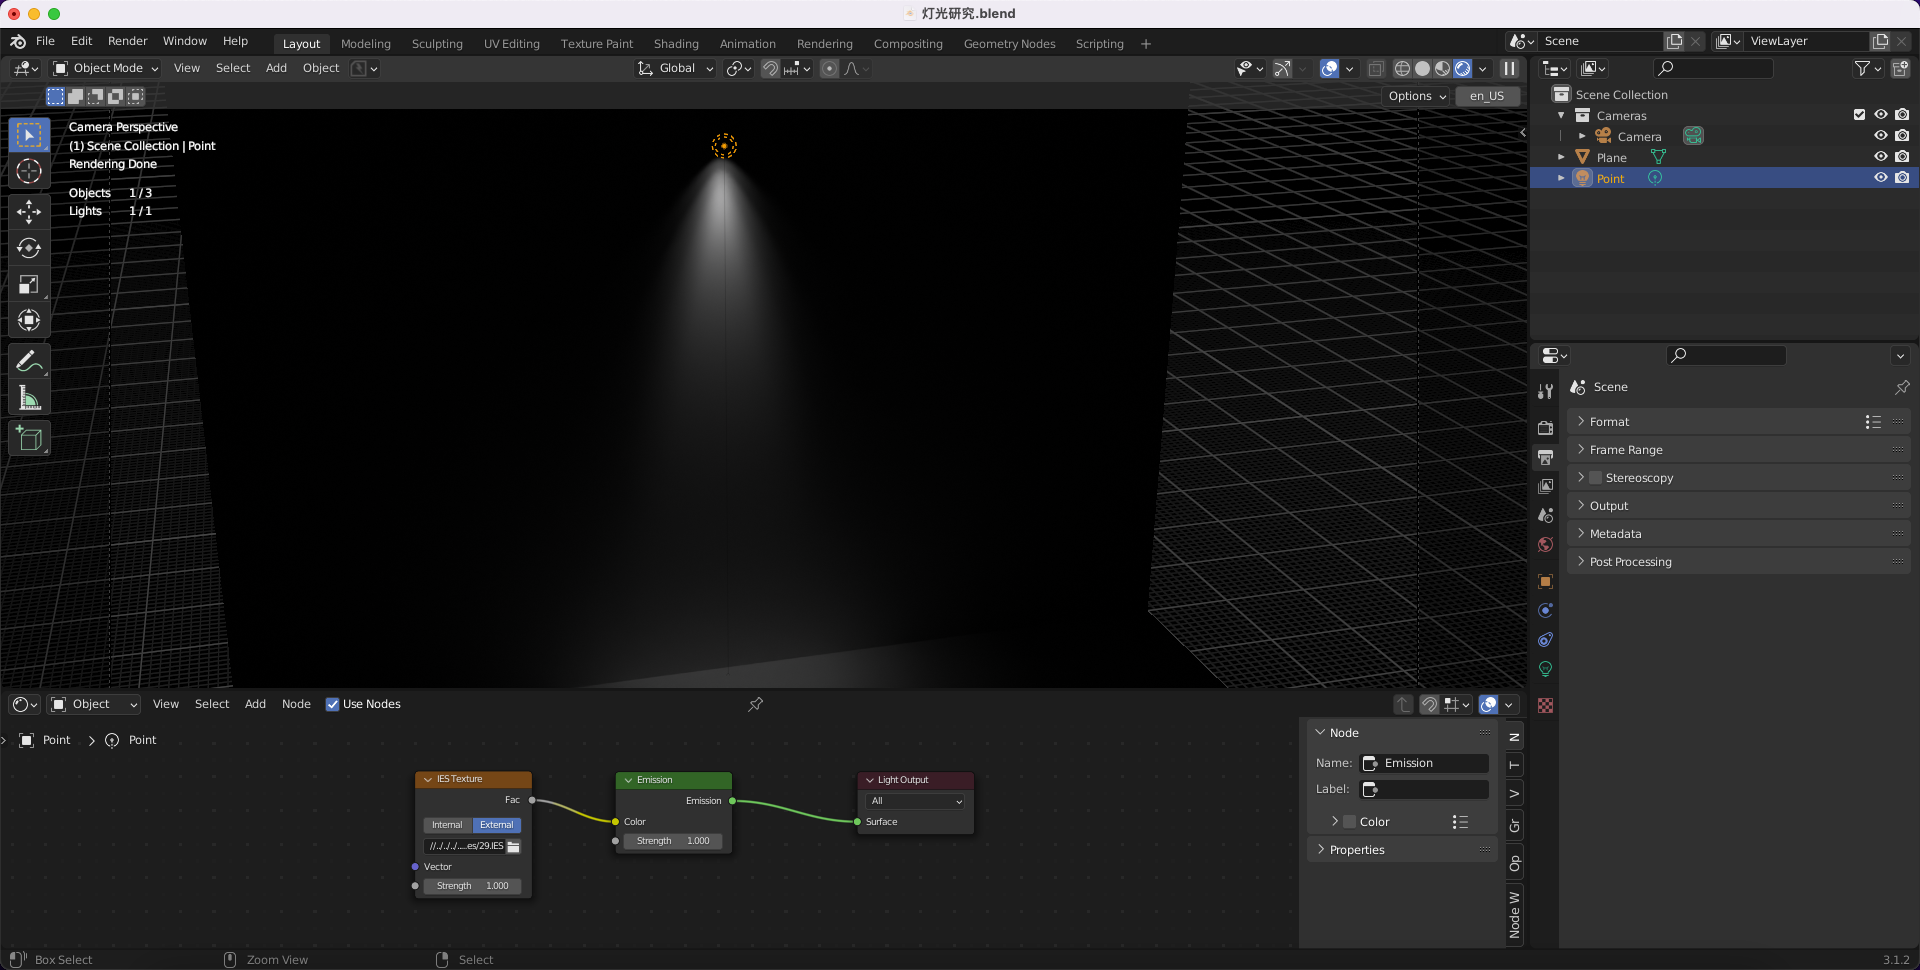 灯光研究.blend
File Edit Render Window Help Layout Modeling Sculpting UV Editing Texture Paint Shading Animation Rendering Compositing Geometry Nodes Scripting + Scene ViewLayer
Object Mode View Select Add Object Global
Options en_US
Camera Perspective
(1) Scene Collection | Point
Rendering Done
Objects 1/3
Lights 1/1
Scene Collection
Cameras
Camera
Plane
Point
Scene
Format
Frame Range
Stereoscopy
Output
Metadata
Post Processing
Object View Select Add Node Use Nodes
Point > Point
IES Texture
Fac
Internal External
//./././....es/29.IES
Vector
Strength 1.000
Emission
Emission
Color
Strength 1.000
Light Output
All
Surface
Node
Name: Emission
Label:
Color
Properties
N
T
V
Gr
Op
Node W
Box Select Zoom View Select 3.1.2